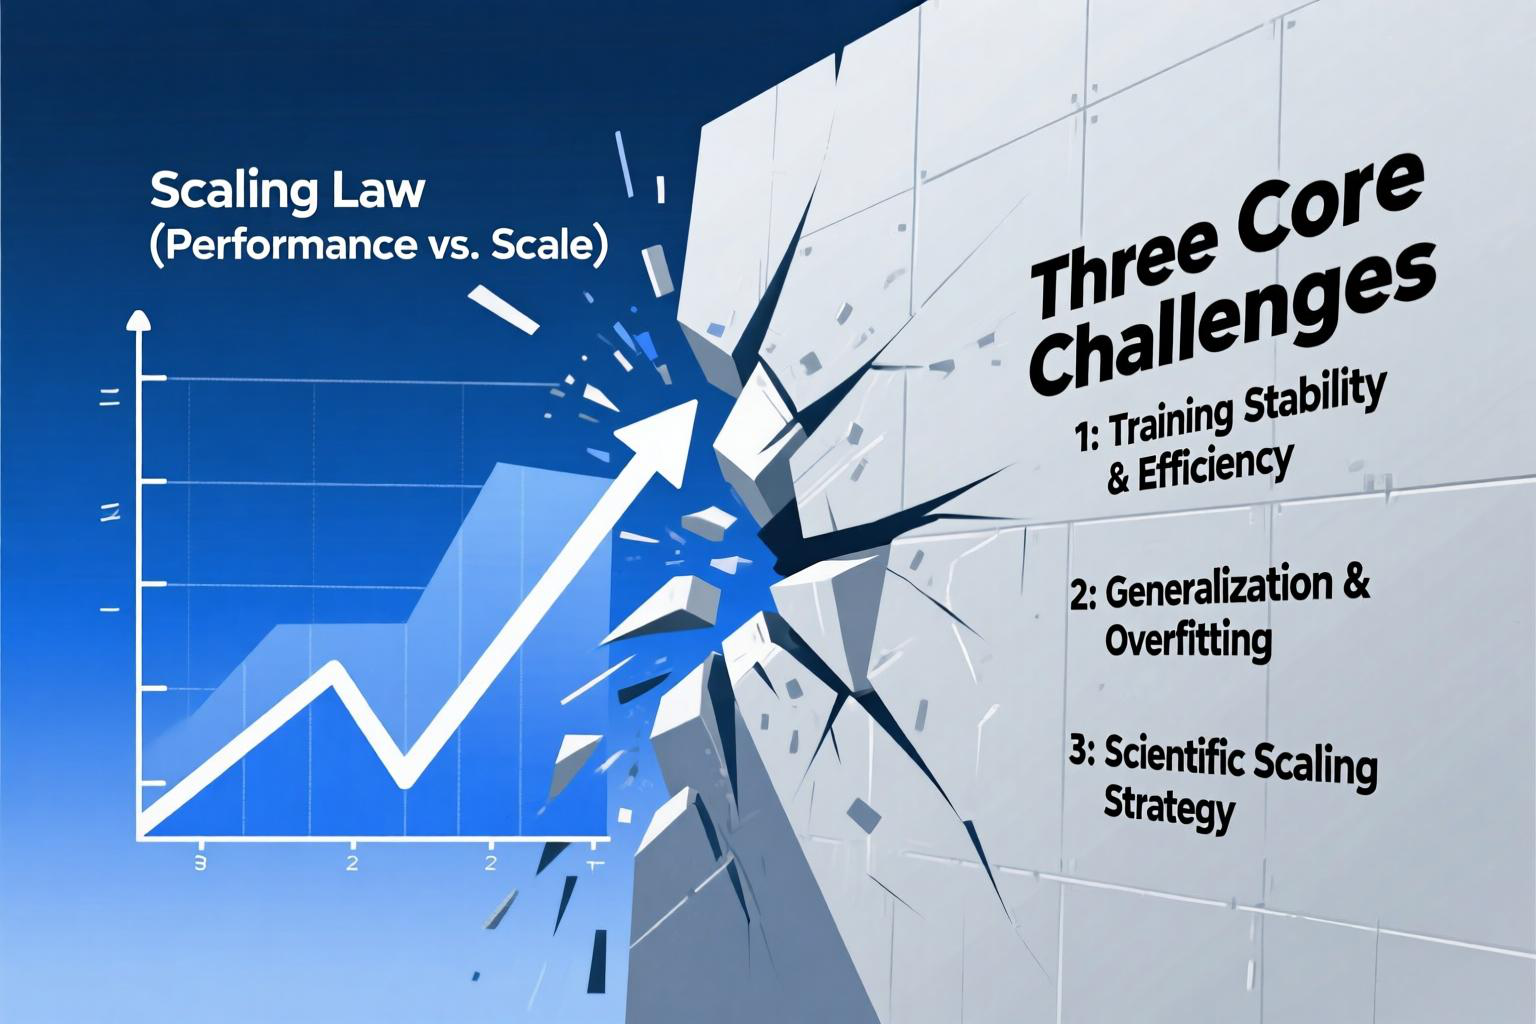 Scaling Law
(Performance vs. Scale)
3 2 2
Three Core
Challenges
1: Training Stability
& Efficiency
2: Generalization &
Overfitting
3: Scientific Scaling
Strategy